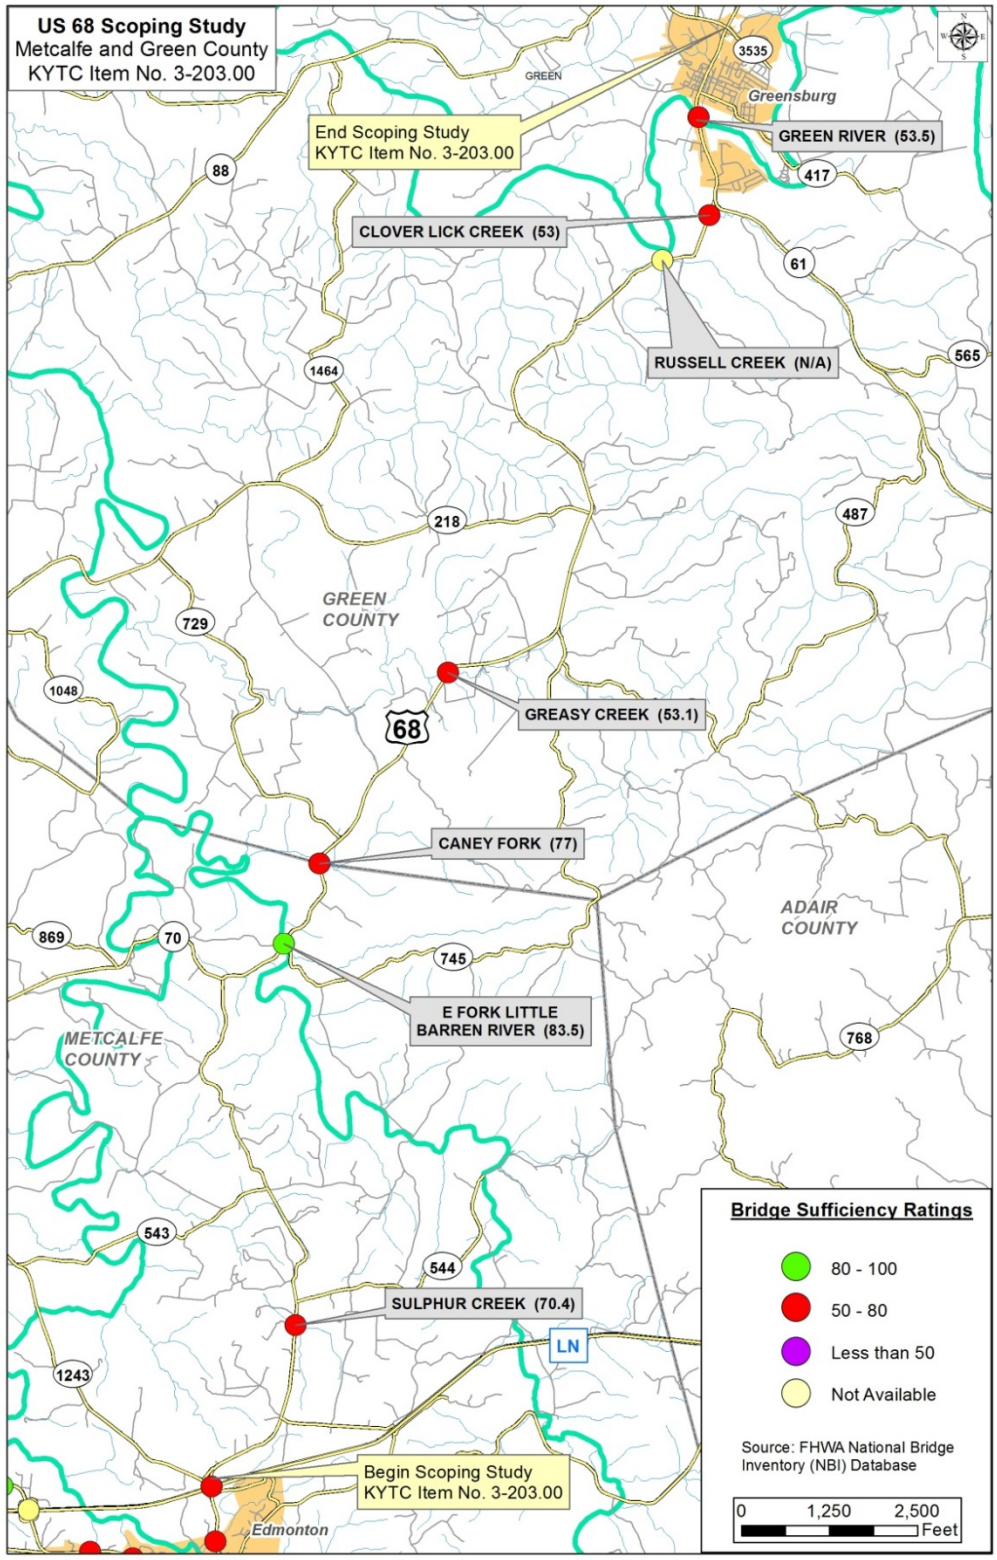 US 68 Scoping Study
Metcalfe and Green County
KYTC Item No. 3-203.00
N
W
E
S
3535
GREEN
Greensburg
End Scoping Study
KYTC Item No. 3-203.00
GREEN RIVER (53.5)
88
417
CLOVER LICK CREEK (53)
61
RUSSELL CREEK (N/A)
565
1464
218
487
GREEN
COUNTY
729
1048
68
GREASY CREEK (53.1)
CANEY FORK (77)
ADAIR
COUNTY
869
70
745
E FORK LITTLE
BARREN RIVER (83.5)
METCALFE
COUNTY
768
543
544
SULPHUR CREEK (70.4)
LN
1243
Begin Scoping Study
KYTC Item No. 3-203.00
Edmonton
Bridge Sufficiency Ratings
80 - 100
50 - 80
Less than 50
Not Available
Source: FHWA National Bridge
Inventory (NBI) Database
0 1,250 2,500
Feet